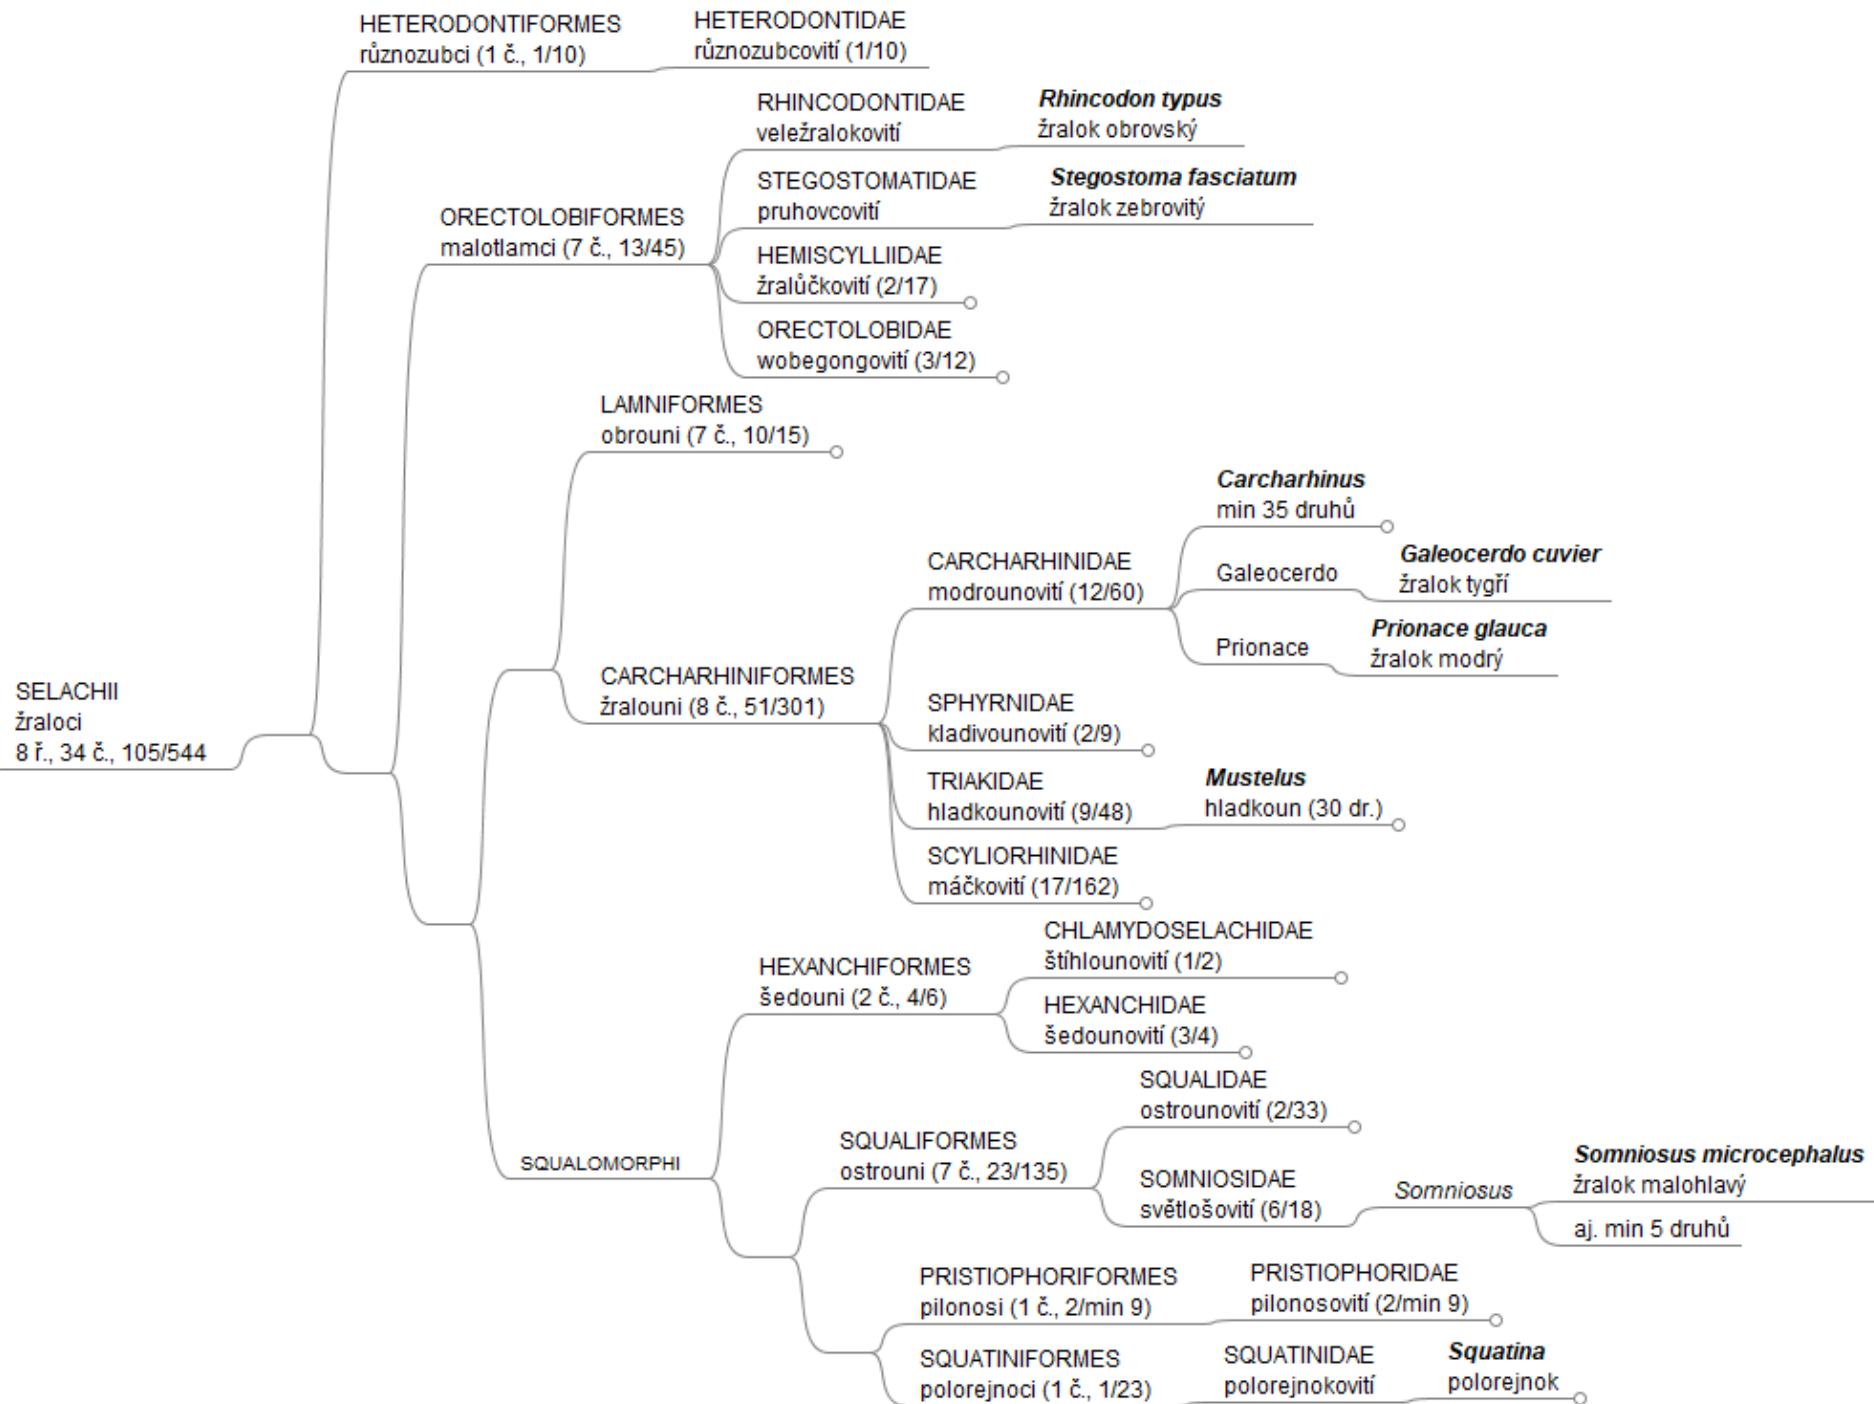 HETERODONTIFORMES
různozubci (1 č., 1/10)
HETERODONTIDAE
různozubcovití (1/10)
RHINCODONTIDAE
veležralokovití
Rhincodon typus
žralok obrovský
STEGOSTOMATIDAE
pruhovcovití
Stegostoma fasciatum
žralok zebrovitý
ORECTOLOBIFORMES
malotlamci (7 č., 13/45)
HEMISCYLLIIDAE
žralůčkovití (2/17)
ORECTOLOBIDAE
wobegongovití (3/12)
LAMNIFORMES
obrouni (7 č., 10/15)
Carcharhinus
min 35 druhů
CARCHARHINIDAE
modrounovití (12/60)
Galeocerdo
Galeocerdo cuvier
žralok tygří
Prionace
Prionace glauca
žralok modrý
SELACHII
žraloci
8 ř., 34 č., 105/544
CARCHARHINIFORMES
žralouni (8 č., 51/301)
SPHYRNIDAE
kladivounovití (2/9)
TRIAKIDAE
hladkounovití (9/48)
Mustelus
hladkoun (30 dr.)
SCYLIORHINIDAE
máčkovití (17/162)
CHLAMYDOSELACHIDAE
štíhlounovití (1/2)
HEXANCHIFORMES
šedouni (2 č., 4/6)
HEXANCHIDAE
šedounovití (3/4)
SQUALOMORPHI
SQUALIDAE
ostrounovití (2/33)
SQUALIFORMES
ostrouni (7 č., 23/135)
SOMNIOSIDAE
světlošovití (6/18)
Somniosus
Somniosus microcephalus
žralok malohlavý
aj. min 5 druhů
PRISTIOPHORIFORMES
pilonosi (1 č., 2/min 9)
PRISTIOPHORIDAE
pilonosovití (2/min 9)
SQUATINIFORMES
polorejnoci (1 č., 1/23)
SQUATINIDAE
polorejnokovití
Squatina
polorejnok